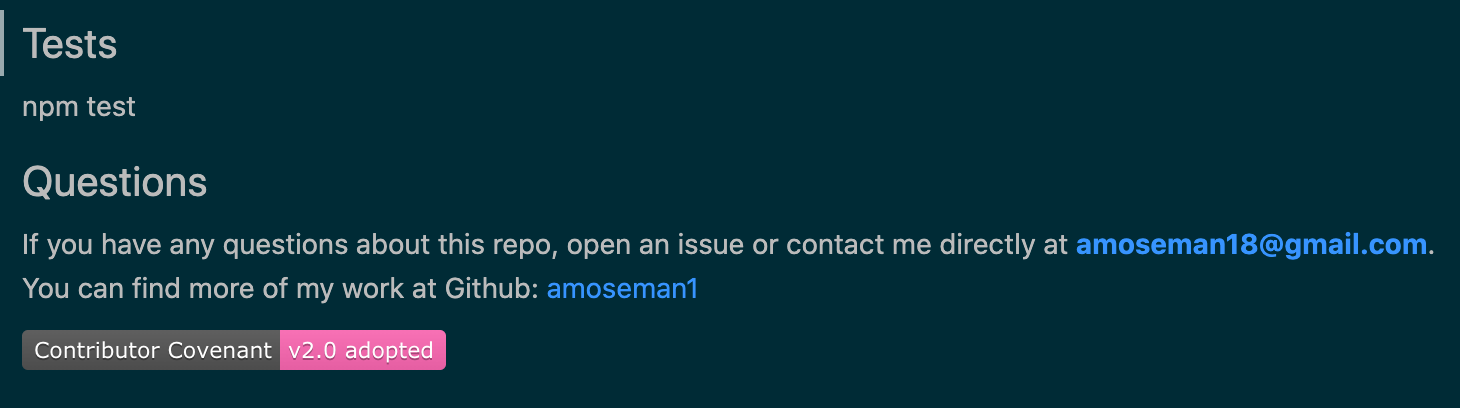 Tests
npm test
Questions
If you have any questions about this repo, open an issue or contact me directly at amoseman18@gmail.com.
You can find more of my work at Github: amoseman1
Contributor Covenant v2.0 adopted